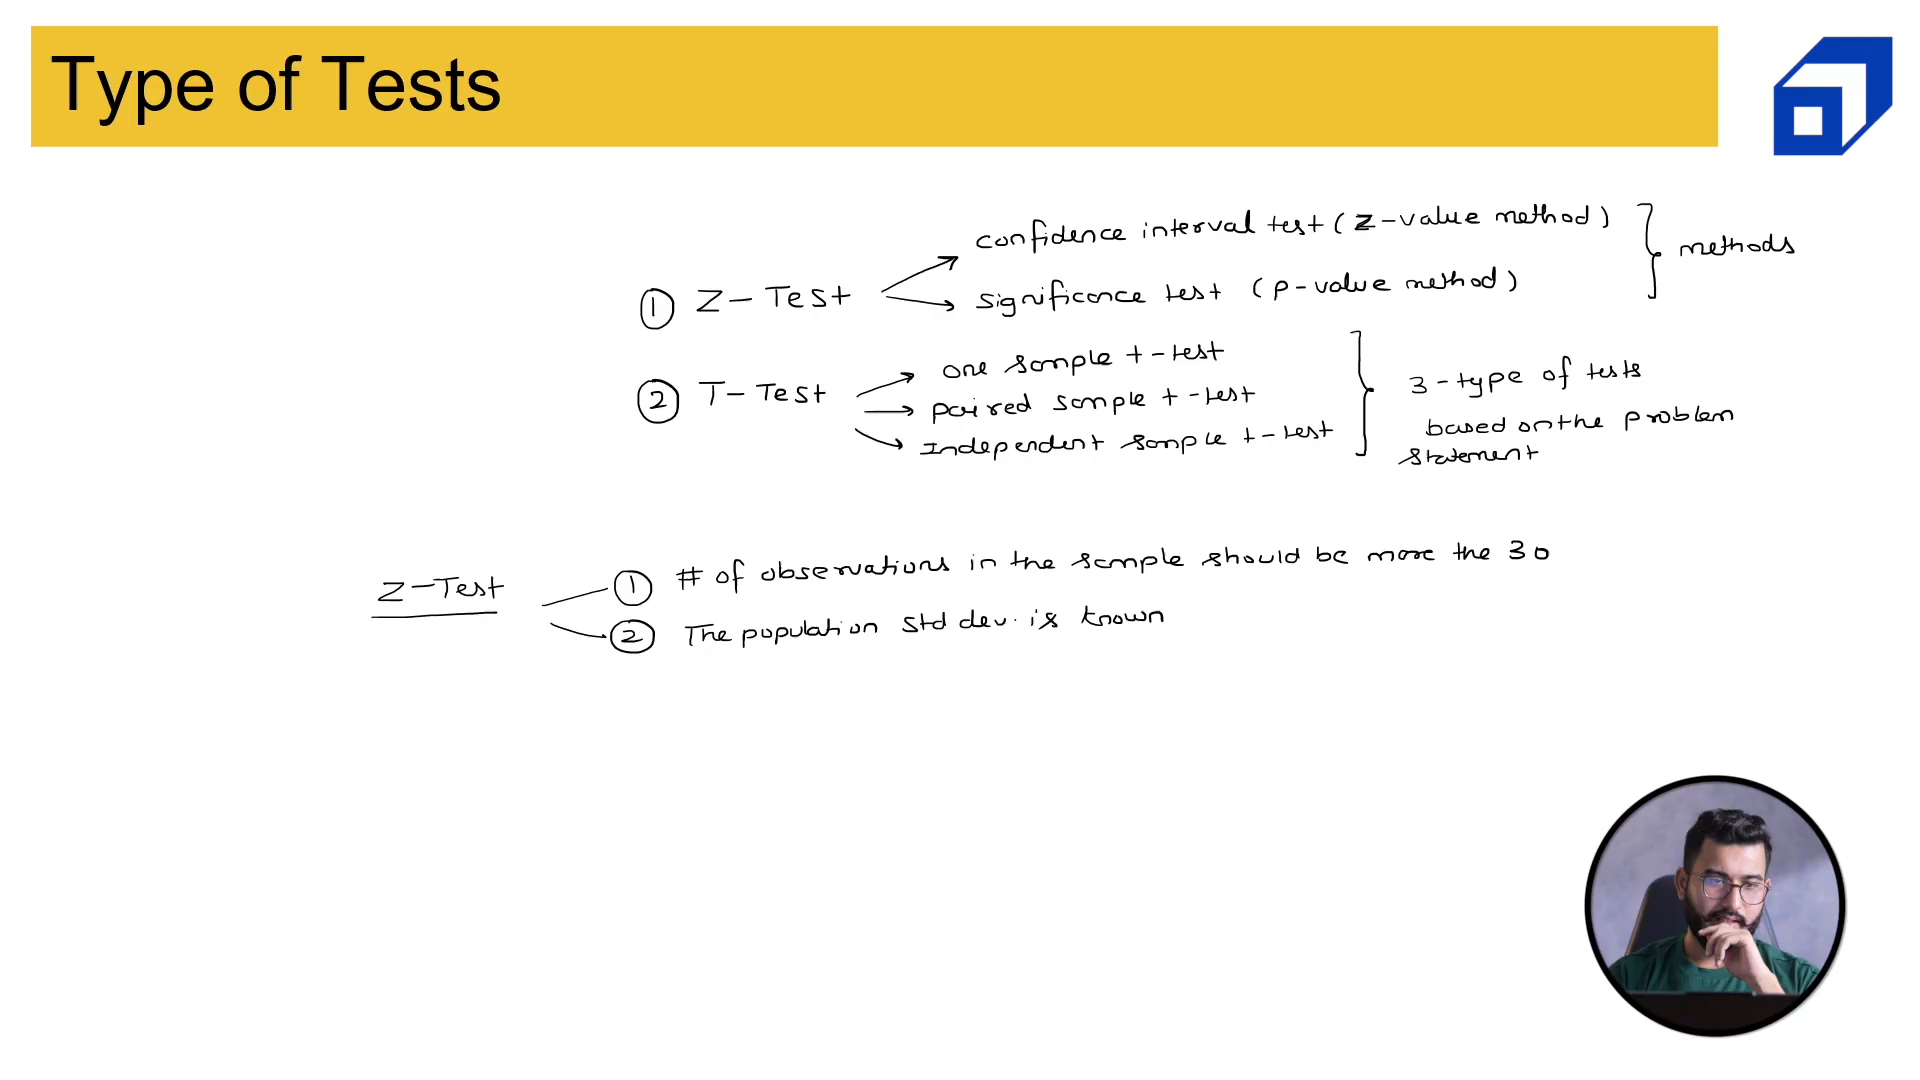 Type of Tests
confidence interval test (Z-value method)
methods
① Z-Test
significance test (p-value method)
one sample t-test
② T-Test
paired sample t-test
3-type of tests
Independent sample t-test
based on the problem
statement
Z-Test
① # of observations in the sample should be more the 30
② The population std dev. is known